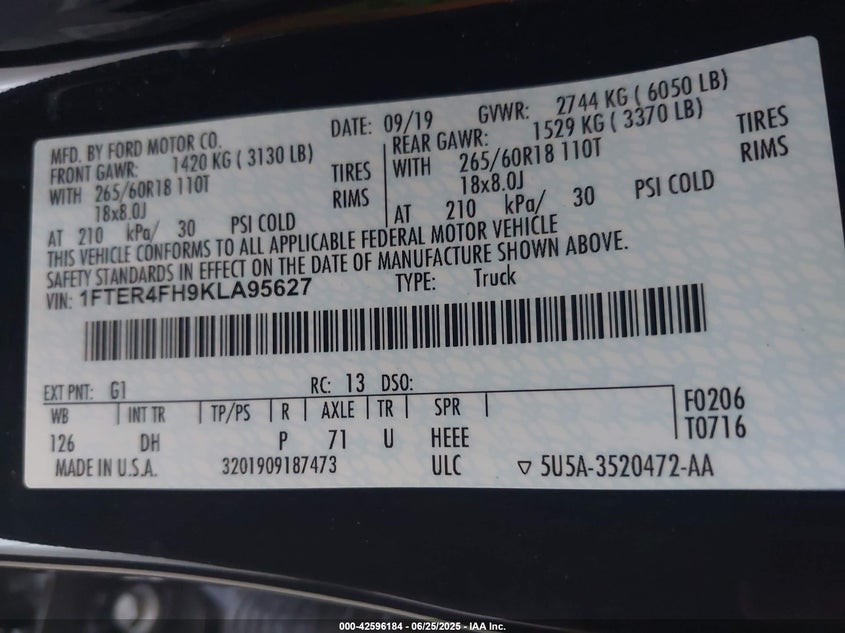 DATE: 09/19 GVWR: 2744 KG ( 6050 LB)
MFD. BY FORD MOTOR CO.
FRONT GAWR: 1420 KG ( 3130 LB)
WITH 265/60R18 110T TIRES
18x8.0J RIMS
AT 210 kPa/ 30 PSI COLD
REAR GAWR: 1529 KG ( 3370 LB)
WITH 265/60R18 110T TIRES
18x8.0J RIMS
AT 210 kPa/ 30 PSI COLD
THIS VEHICLE CONFORMS TO ALL APPLICABLE FEDERAL MOTOR VEHICLE
SAFETY STANDARDS IN EFFECT ON THE DATE OF MANUFACTURE SHOWN ABOVE.
VIN: 1FTER4FH9KLA95627 TYPE: Truck
EXT PNT: G1 RC: 13 DSO:
WB INT TR TP/PS R AXLE TR SPR F0206
126 DH P 71 U HEEE T0716
MADE IN U.S.A. 3201909187473 ULC ▽ 5U5A-3520472-AA
000-42596184 - 06/25/2025 - IAA Inc.